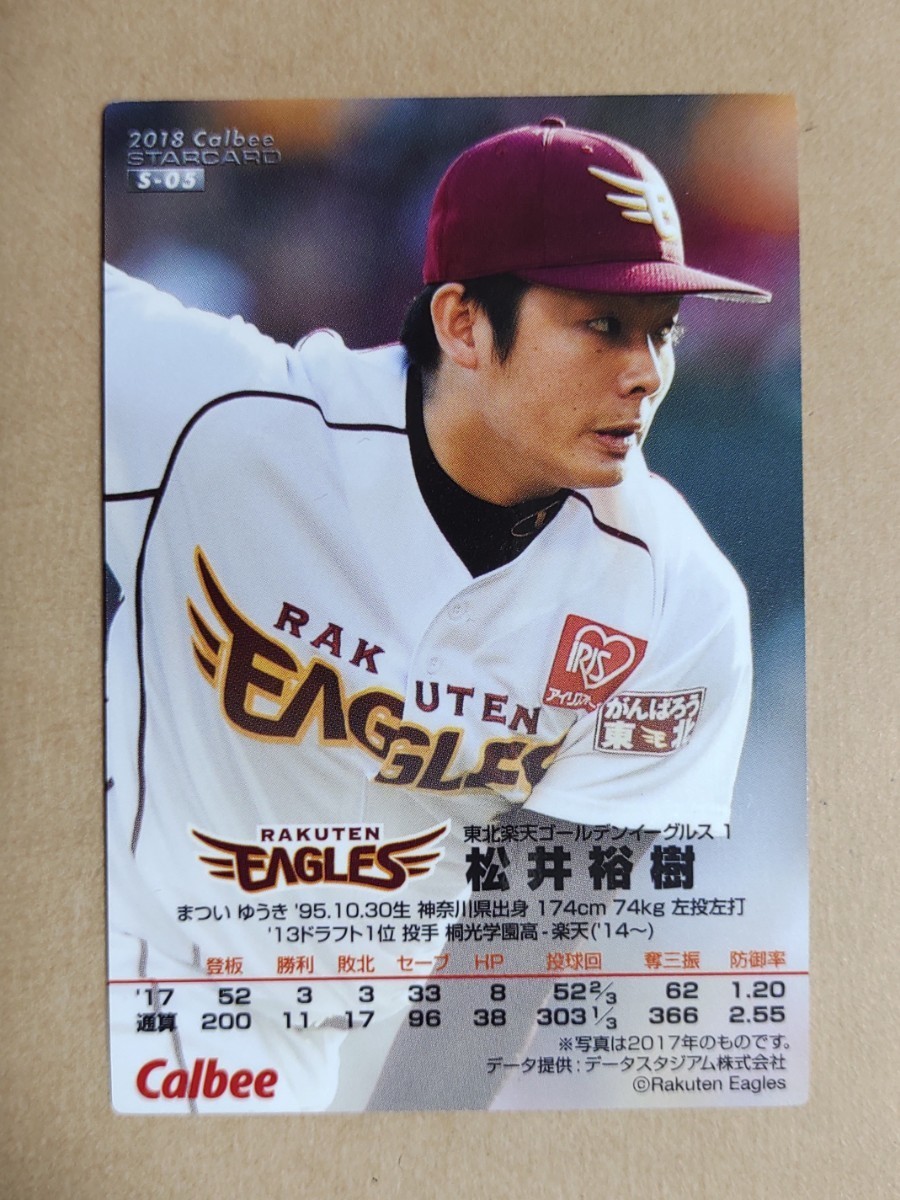 2018 Calbee
STARCARD
S-05
RAKUTEN
EAGLES
IRIS
がんばろう
東北
RAKUTEN
EAGLES
東北楽天ゴールデンイーグルス 1
松井裕樹
まつい ゆうき '95.10.30生 神奈川県出身 174cm 74kg 左投左打
'13ドラフト1位 投手 桐光学園高-楽天('14〜)
登板 勝利 敗北 セーブ HP 投球回 奪三振 防御率
'17 52 3 3 33 8 52 2/3 62 1.20
通算 200 11 17 96 38 303 1/3 366 2.55
※写真は2017年のものです。
データ提供:データスタジアム株式会社
Calbee
©Rakuten Eagles